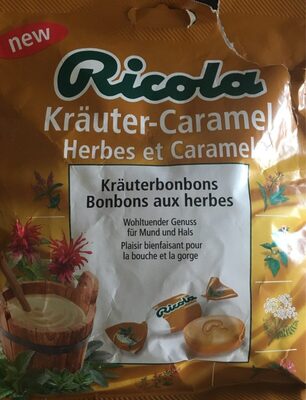 new
Ricola
Kräuter-Caramel
Herbes et Caramel
Kräuterbonbons
Bonbons aux herbes
Wohltuender Genuss
für Mund und Hals
Plaisir bienfaisant pour
la bouche et la gorge
Ricola